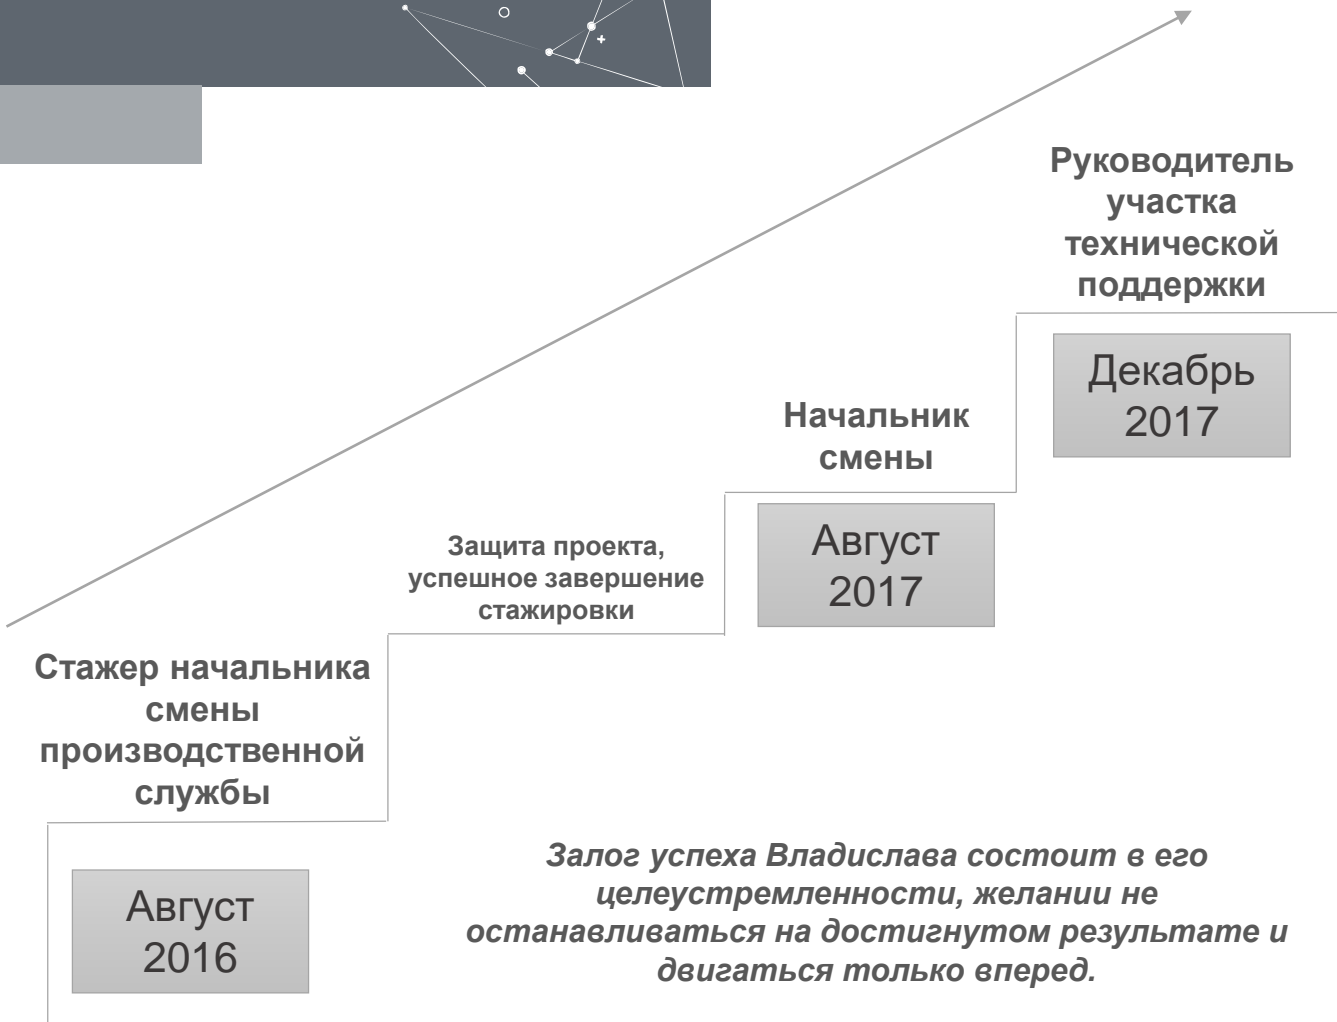 Руководитель
участка
технической
поддержки
Декабрь
2017
Начальник
смены
Август
2017
Защита проекта,
успешное завершение
стажировки
Стажер начальника
смены
производственной
службы
Август
2016
Залог успеха Владислава состоит в его
целеустремленности, желании не
останавливаться на достигнутом результате и
двигаться только вперед.